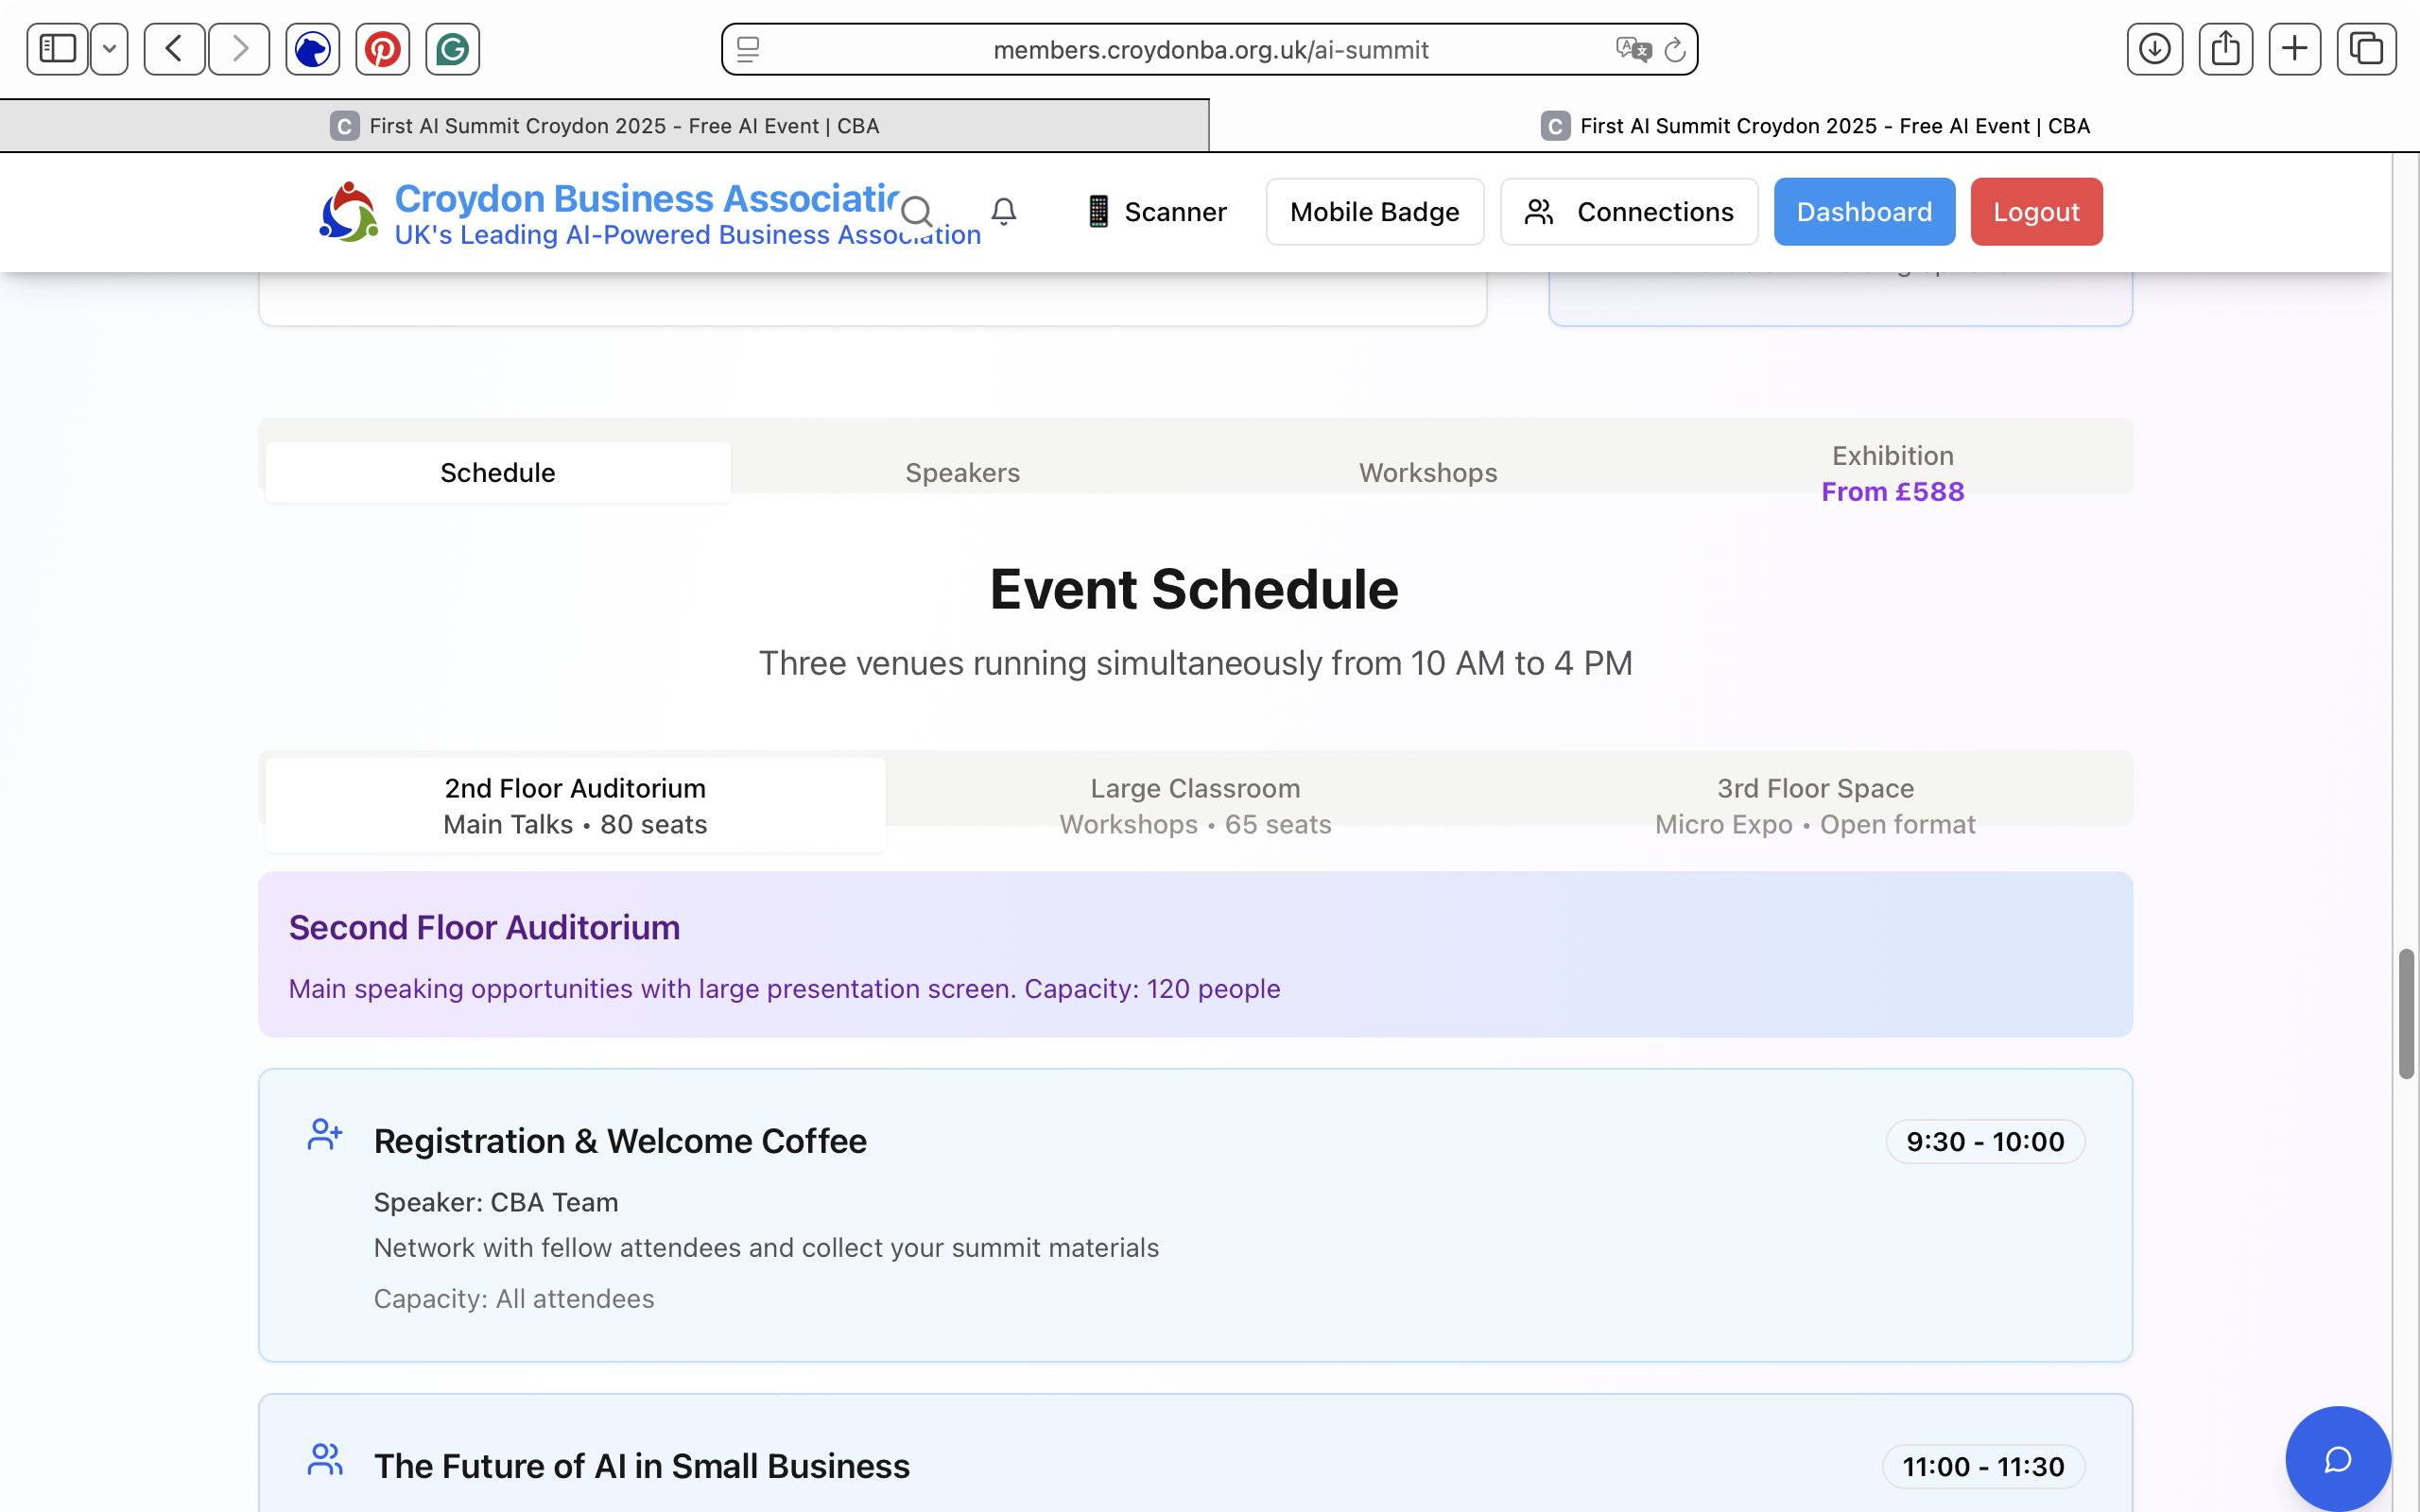 members.croydonba.org.uk/ai-summit
First AI Summit Croydon 2025 - Free AI Event | CBA
First AI Summit Croydon 2025 - Free AI Event | CBA
Croydon Business Associatio
UK's Leading AI-Powered Business Association
Scanner
Mobile Badge
Connections
Dashboard
Logout
Schedule
Speakers
Workshops
Exhibition
From £588
Event Schedule
Three venues running simultaneously from 10 AM to 4 PM
2nd Floor Auditorium
Main Talks • 80 seats
Large Classroom
Workshops • 65 seats
3rd Floor Space
Micro Expo • Open format
Second Floor Auditorium
Main speaking opportunities with large presentation screen. Capacity: 120 people
Registration & Welcome Coffee
9:30 - 10:00
Speaker: CBA Team
Network with fellow attendees and collect your summit materials
Capacity: All attendees
The Future of AI in Small Business
11:00 - 11:30